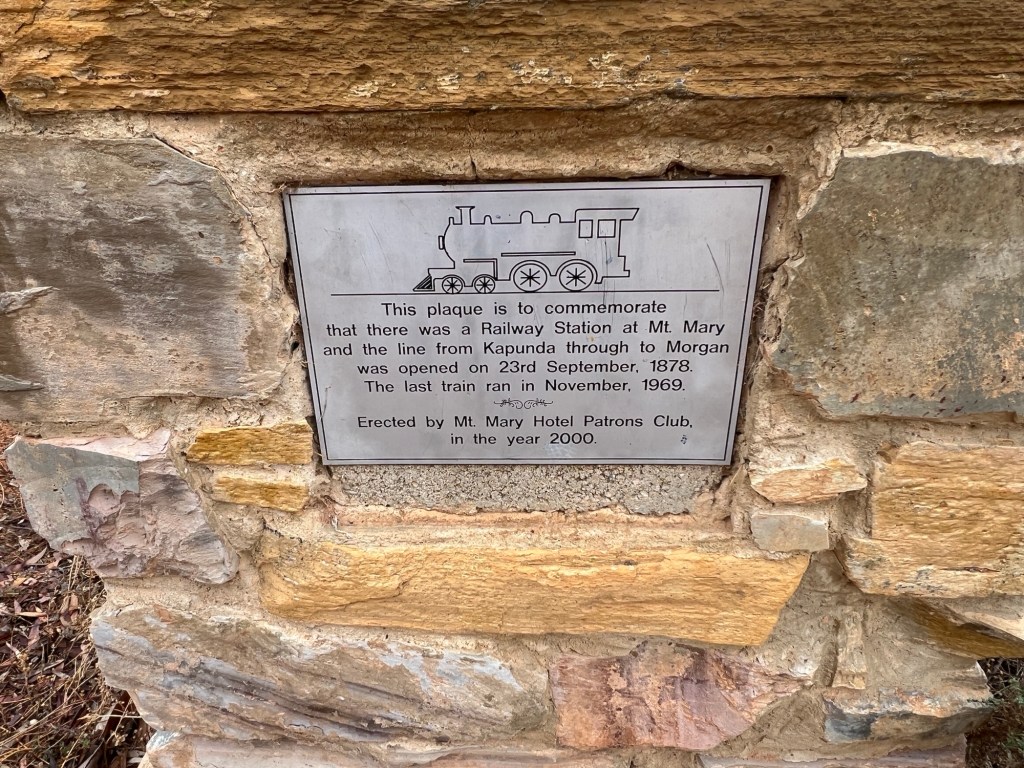 This plaque is to commemorate
that there was a Railway Station at Mt. Mary
and the line from Kapunda through to Morgan
was opened on 23rd September, 1878.
The last train ran in November, 1969.
Erected by Mt. Mary Hotel Patrons Club,
in the year 2000.